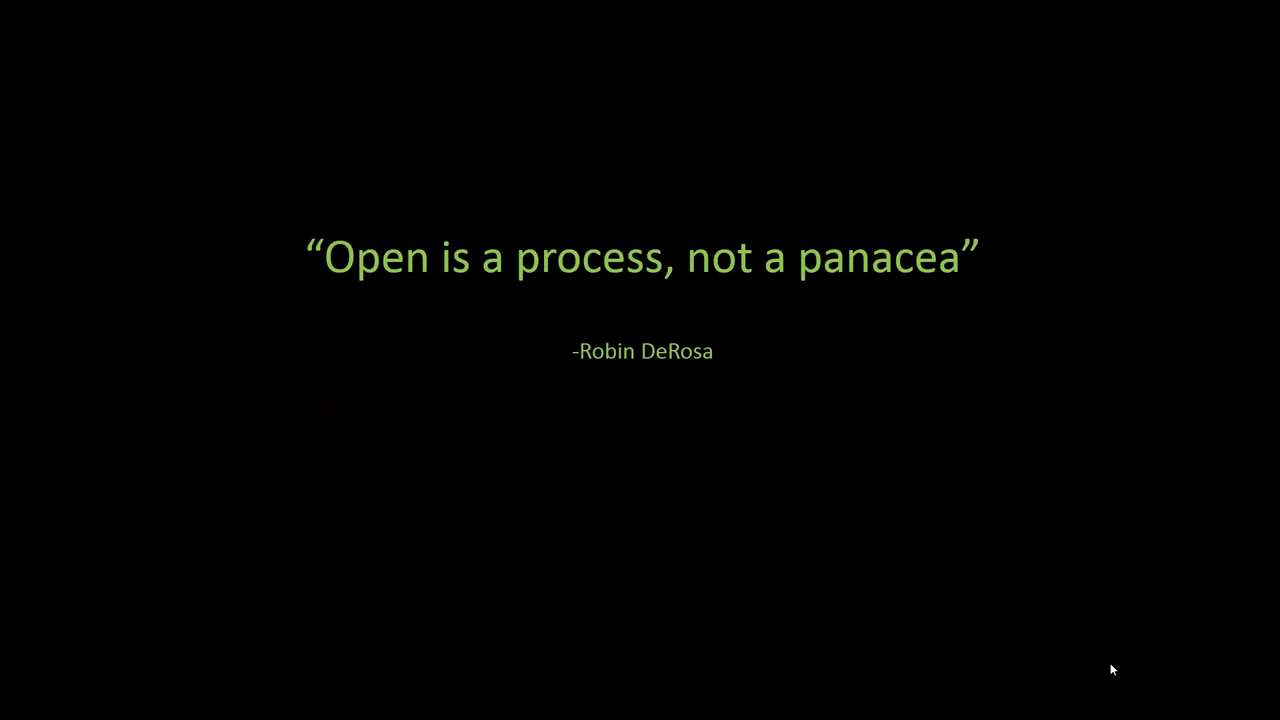 “Open is a process, not a panacea”
-Robin DeRosa